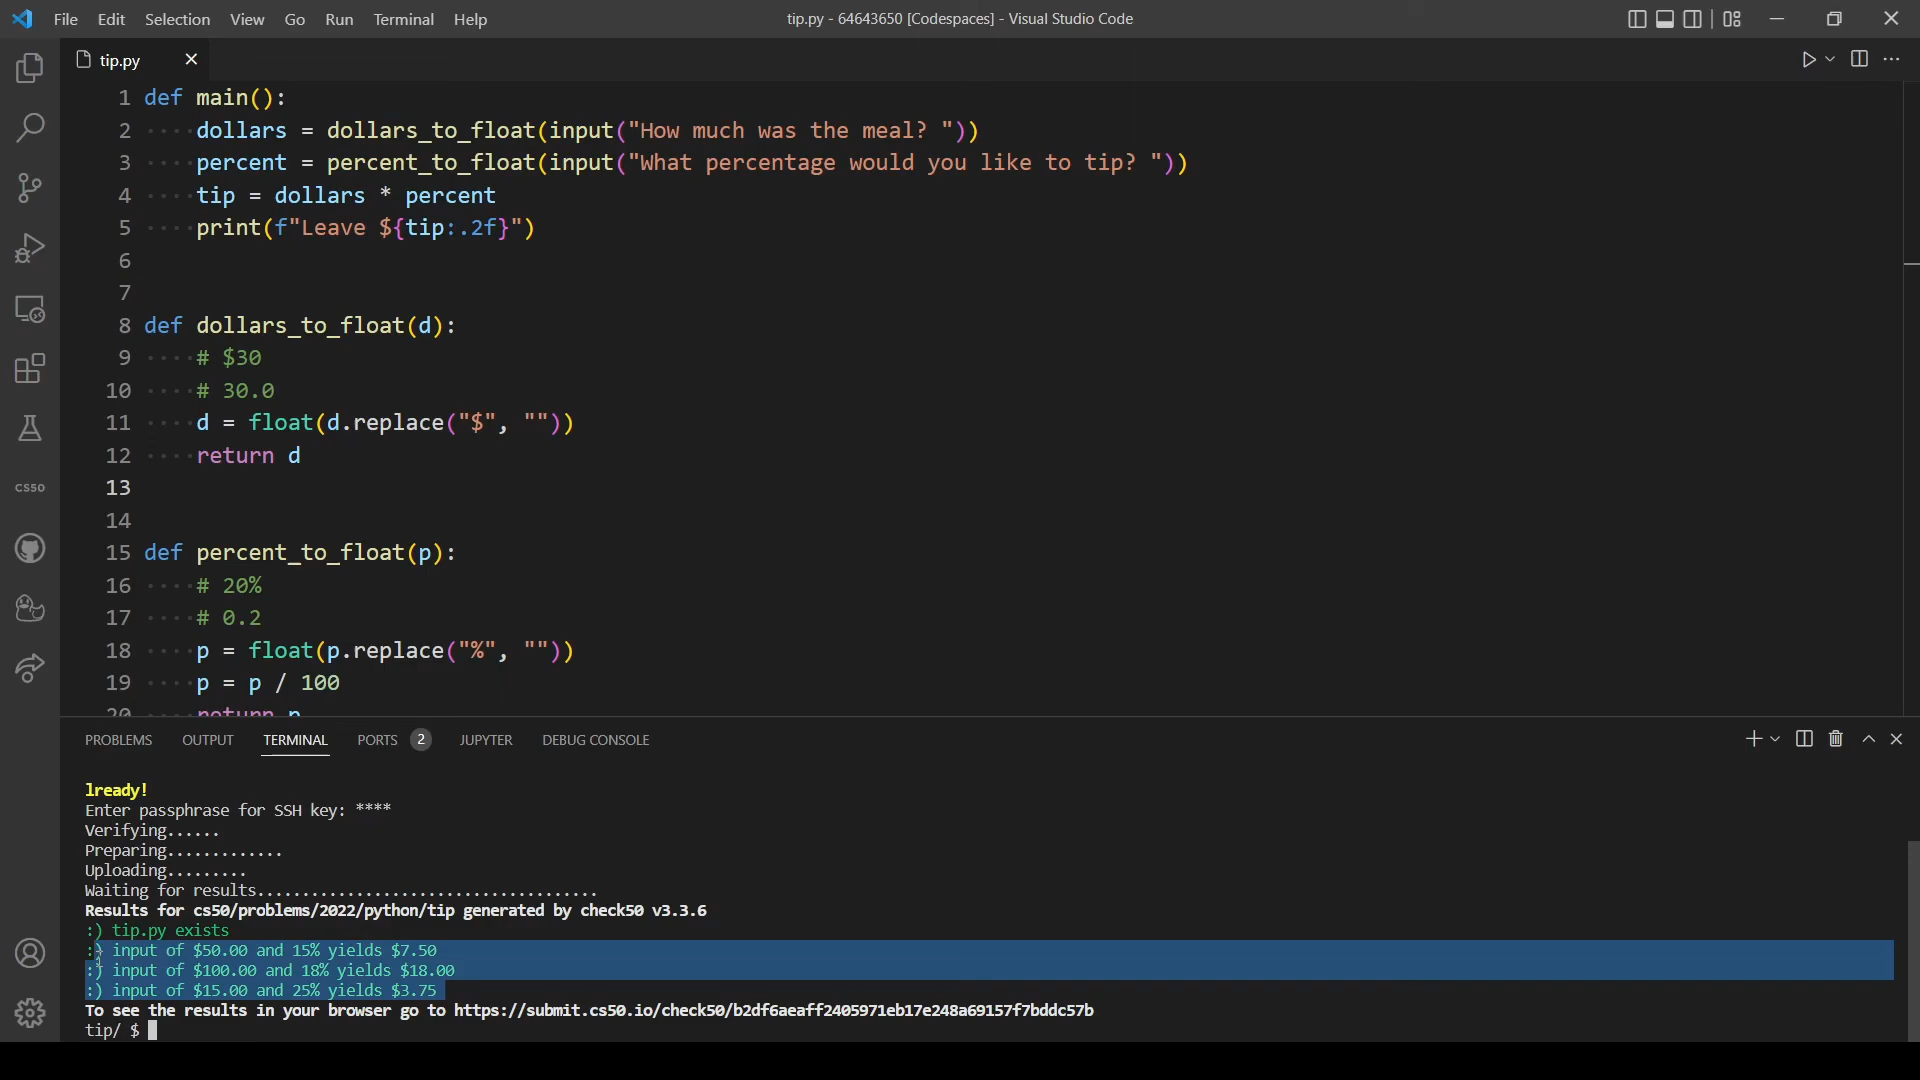 File Edit Selection View Go Run Terminal Help
tip.py - 64643650 [Codespaces] - Visual Studio Code
tip.py
1 def main():
2 ····dollars = dollars_to_float(input("How much was the meal? "))
3 ····percent = percent_to_float(input("What percentage would you like to tip? "))
4 ····tip = dollars * percent
5 ····print(f"Leave ${tip:.2f}")
6
7
8 def dollars_to_float(d):
9 ····# $30
10 ····# 30.0
11 ····d = float(d.replace("$", ""))
12 ····return d
13
14
15 def percent_to_float(p):
16 ····# 20%
17 ····# 0.2
18 ····p = float(p.replace("%", ""))
19 ····p = p / 100
20 ····return p
CS50
PROBLEMS OUTPUT TERMINAL PORTS 2 JUPYTER DEBUG CONSOLE
lready!
Enter passphrase for SSH key: ****
Verifying......
Preparing.............
Uploading.........
Waiting for results......................................
Results for cs50/problems/2022/python/tip generated by check50 v3.3.6
:) tip.py exists
:) input of $50.00 and 15% yields $7.50
:) input of $100.00 and 18% yields $18.00
:) input of $15.00 and 25% yields $3.75
To see the results in your browser go to https://submit.cs50.io/check50/b2df6aeaff2405971eb17e248a69157f7bddc57b
tip/ $